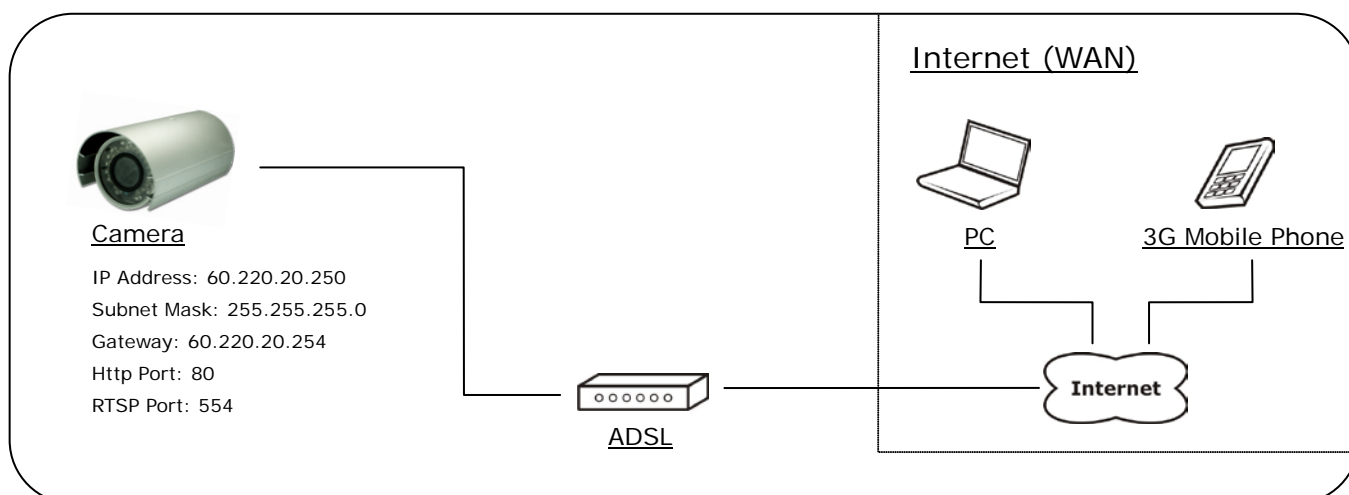 Internet (WAN)
Camera
IP Address: 60.220.20.250
Subnet Mask: 255.255.255.0
Gateway: 60.220.20.254
Http Port: 80
RTSP Port: 554
PC
3G Mobile Phone
Internet
ADSL